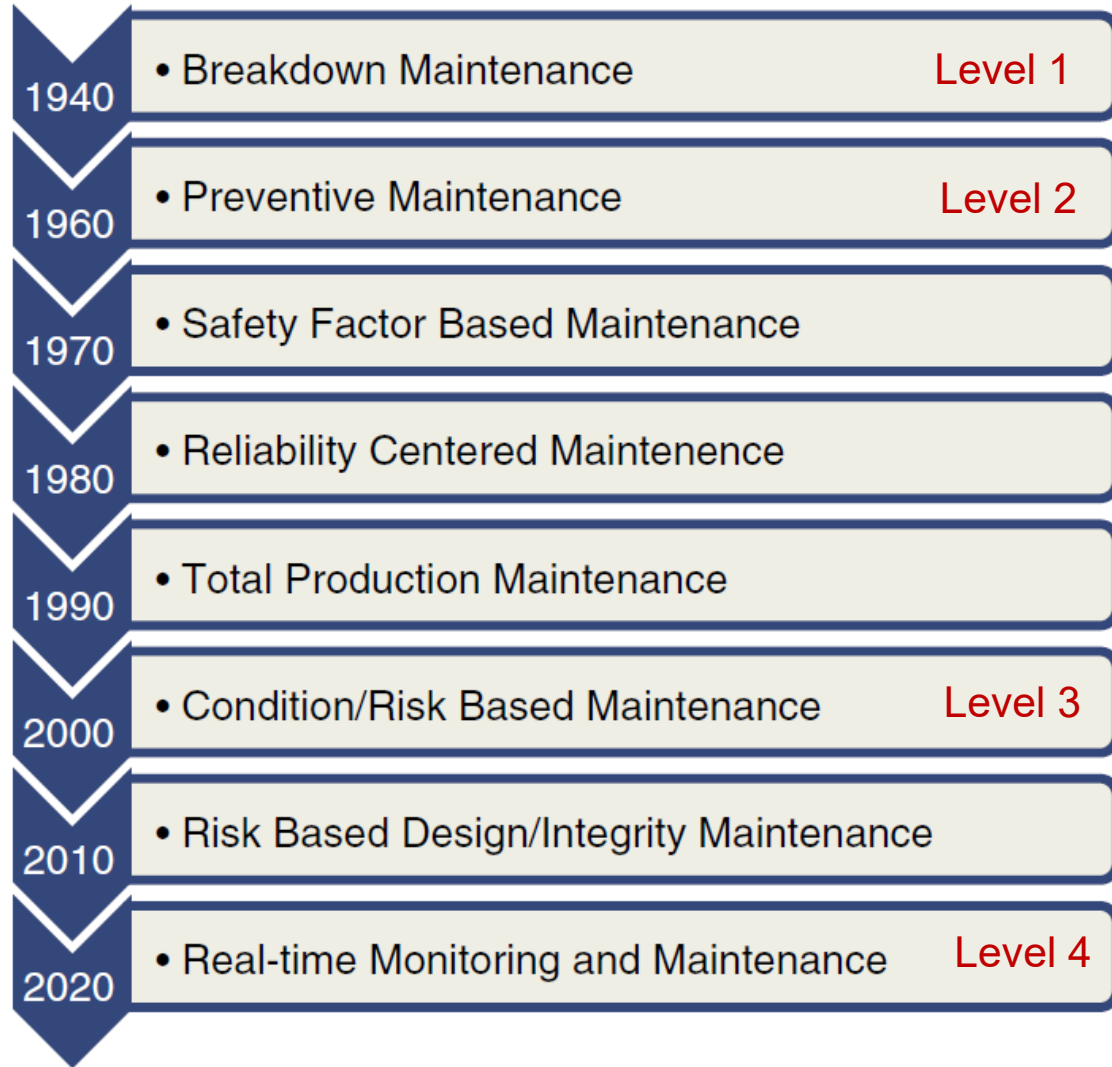 1940
• Breakdown Maintenance
Level 1
1960
• Preventive Maintenance
Level 2
1970
• Safety Factor Based Maintenance
1980
• Reliability Centered Maintenence
1990
• Total Production Maintenance
2000
• Condition/Risk Based Maintenance
Level 3
2010
• Risk Based Design/Integrity Maintenance
2020
• Real-time Monitoring and Maintenance
Level 4